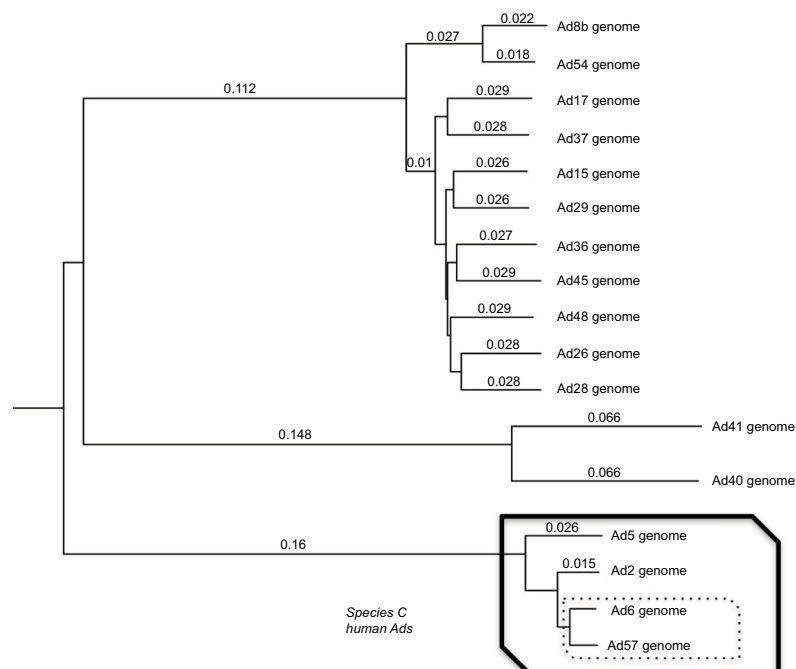 0.022
Ad8b genome
0.027
0.018
Ad54 genome
0.112
0.029
Ad17 genome
0.028
Ad37 genome
0.01
0.026
Ad15 genome
0.026
Ad29 genome
0.027
Ad36 genome
0.029
Ad45 genome
0.029
Ad48 genome
0.028
Ad26 genome
0.028
Ad28 genome
0.066
Ad41 genome
0.148
0.066
Ad40 genome
0.026
Ad5 genome
0.16
0.015
Ad2 genome
Ad6 genome
Species C
human Ads
Ad57 genome